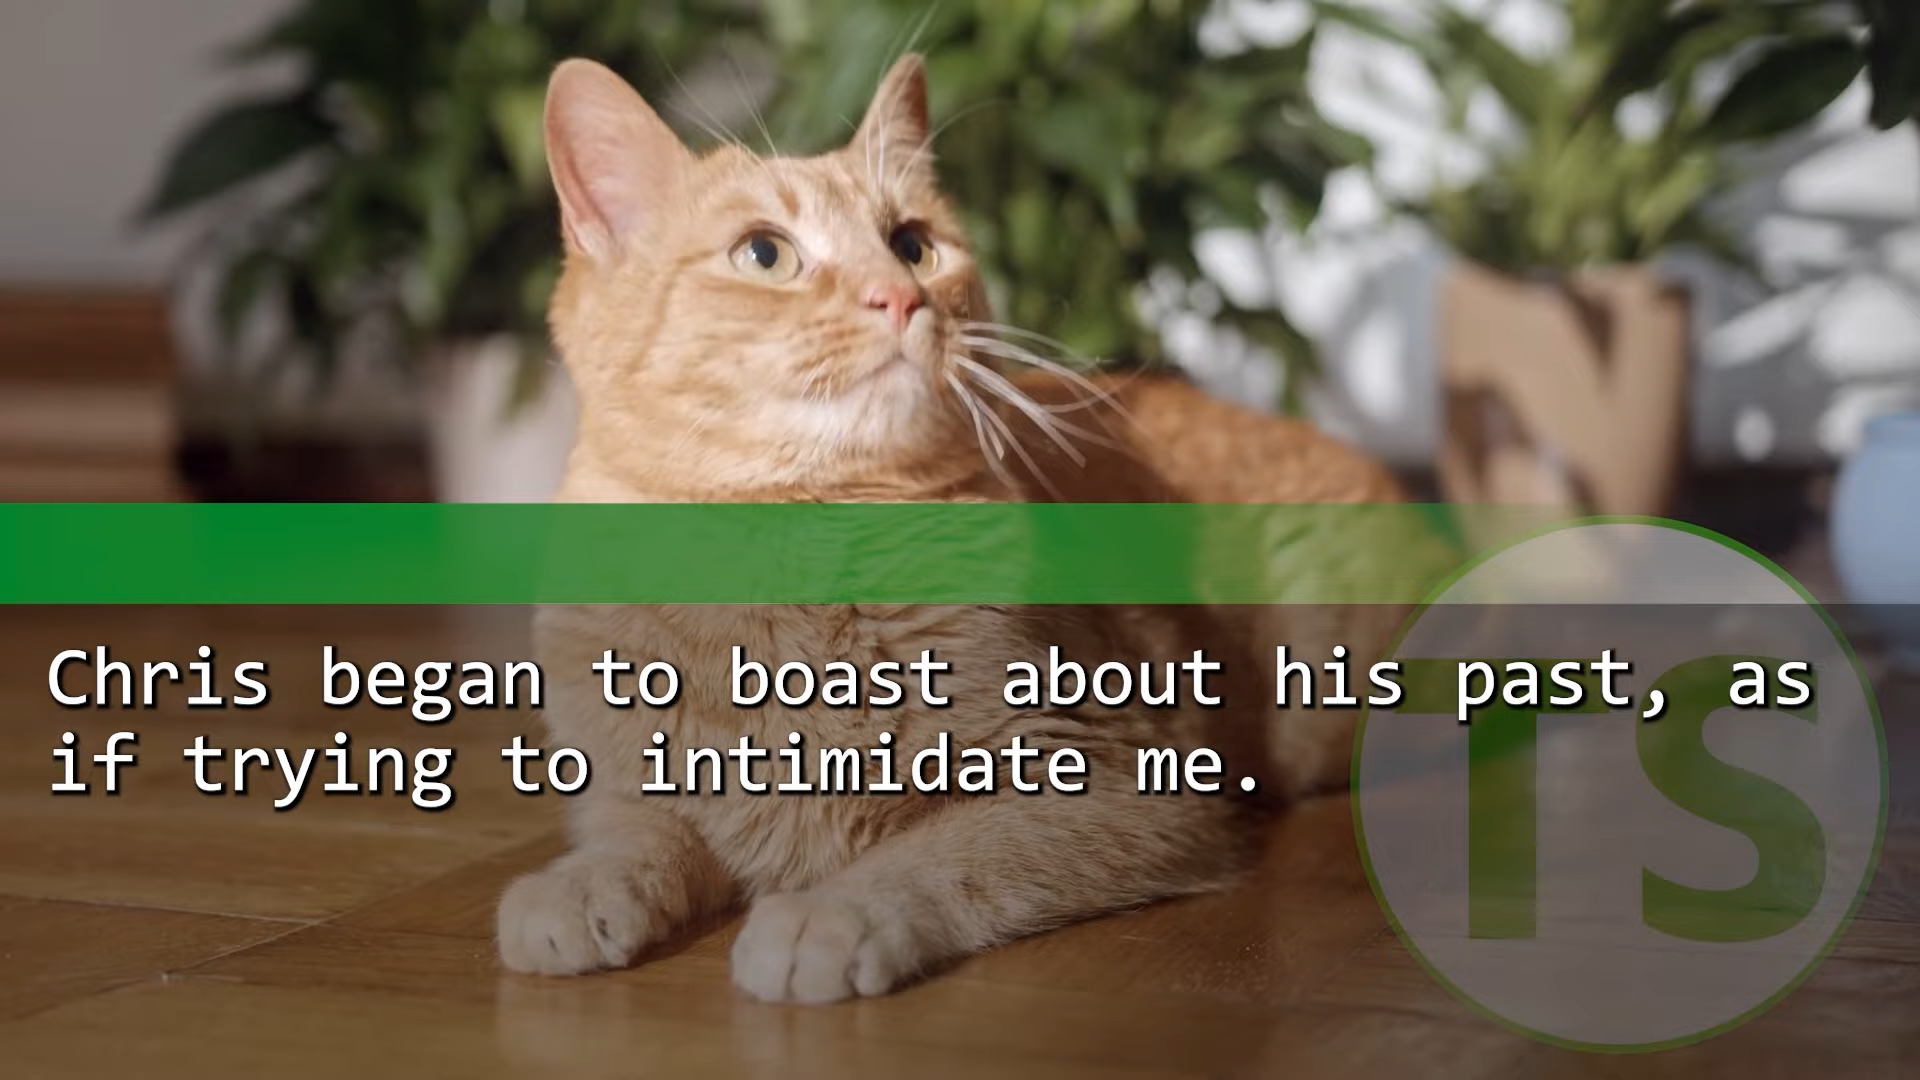 Chris began to boast about his past, as
if trying to intimidate me.
TS